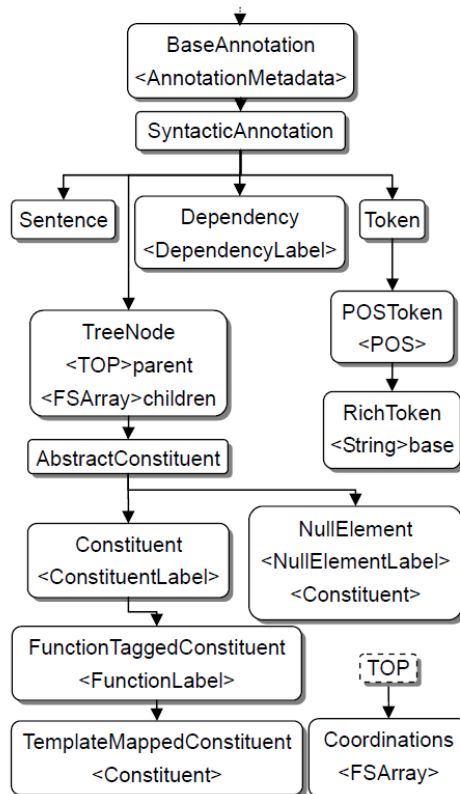 BaseAnnotation
<AnnotationMetadata>
SyntacticAnnotation
Sentence
Dependency
<DependencyLabel>
Token
TreeNode
<TOP>parent
<FSArray>children
POSToken
<POS>
RichToken
<String>base
AbstractConstituent
Constituent
<ConstituentLabel>
NullElement
<NullElementLabel>
<Constituent>
FunctionTaggedConstituent
<FunctionLabel>
TOP
TemplateMappedConstituent
<Constituent>
Coordinations
<FSArray>